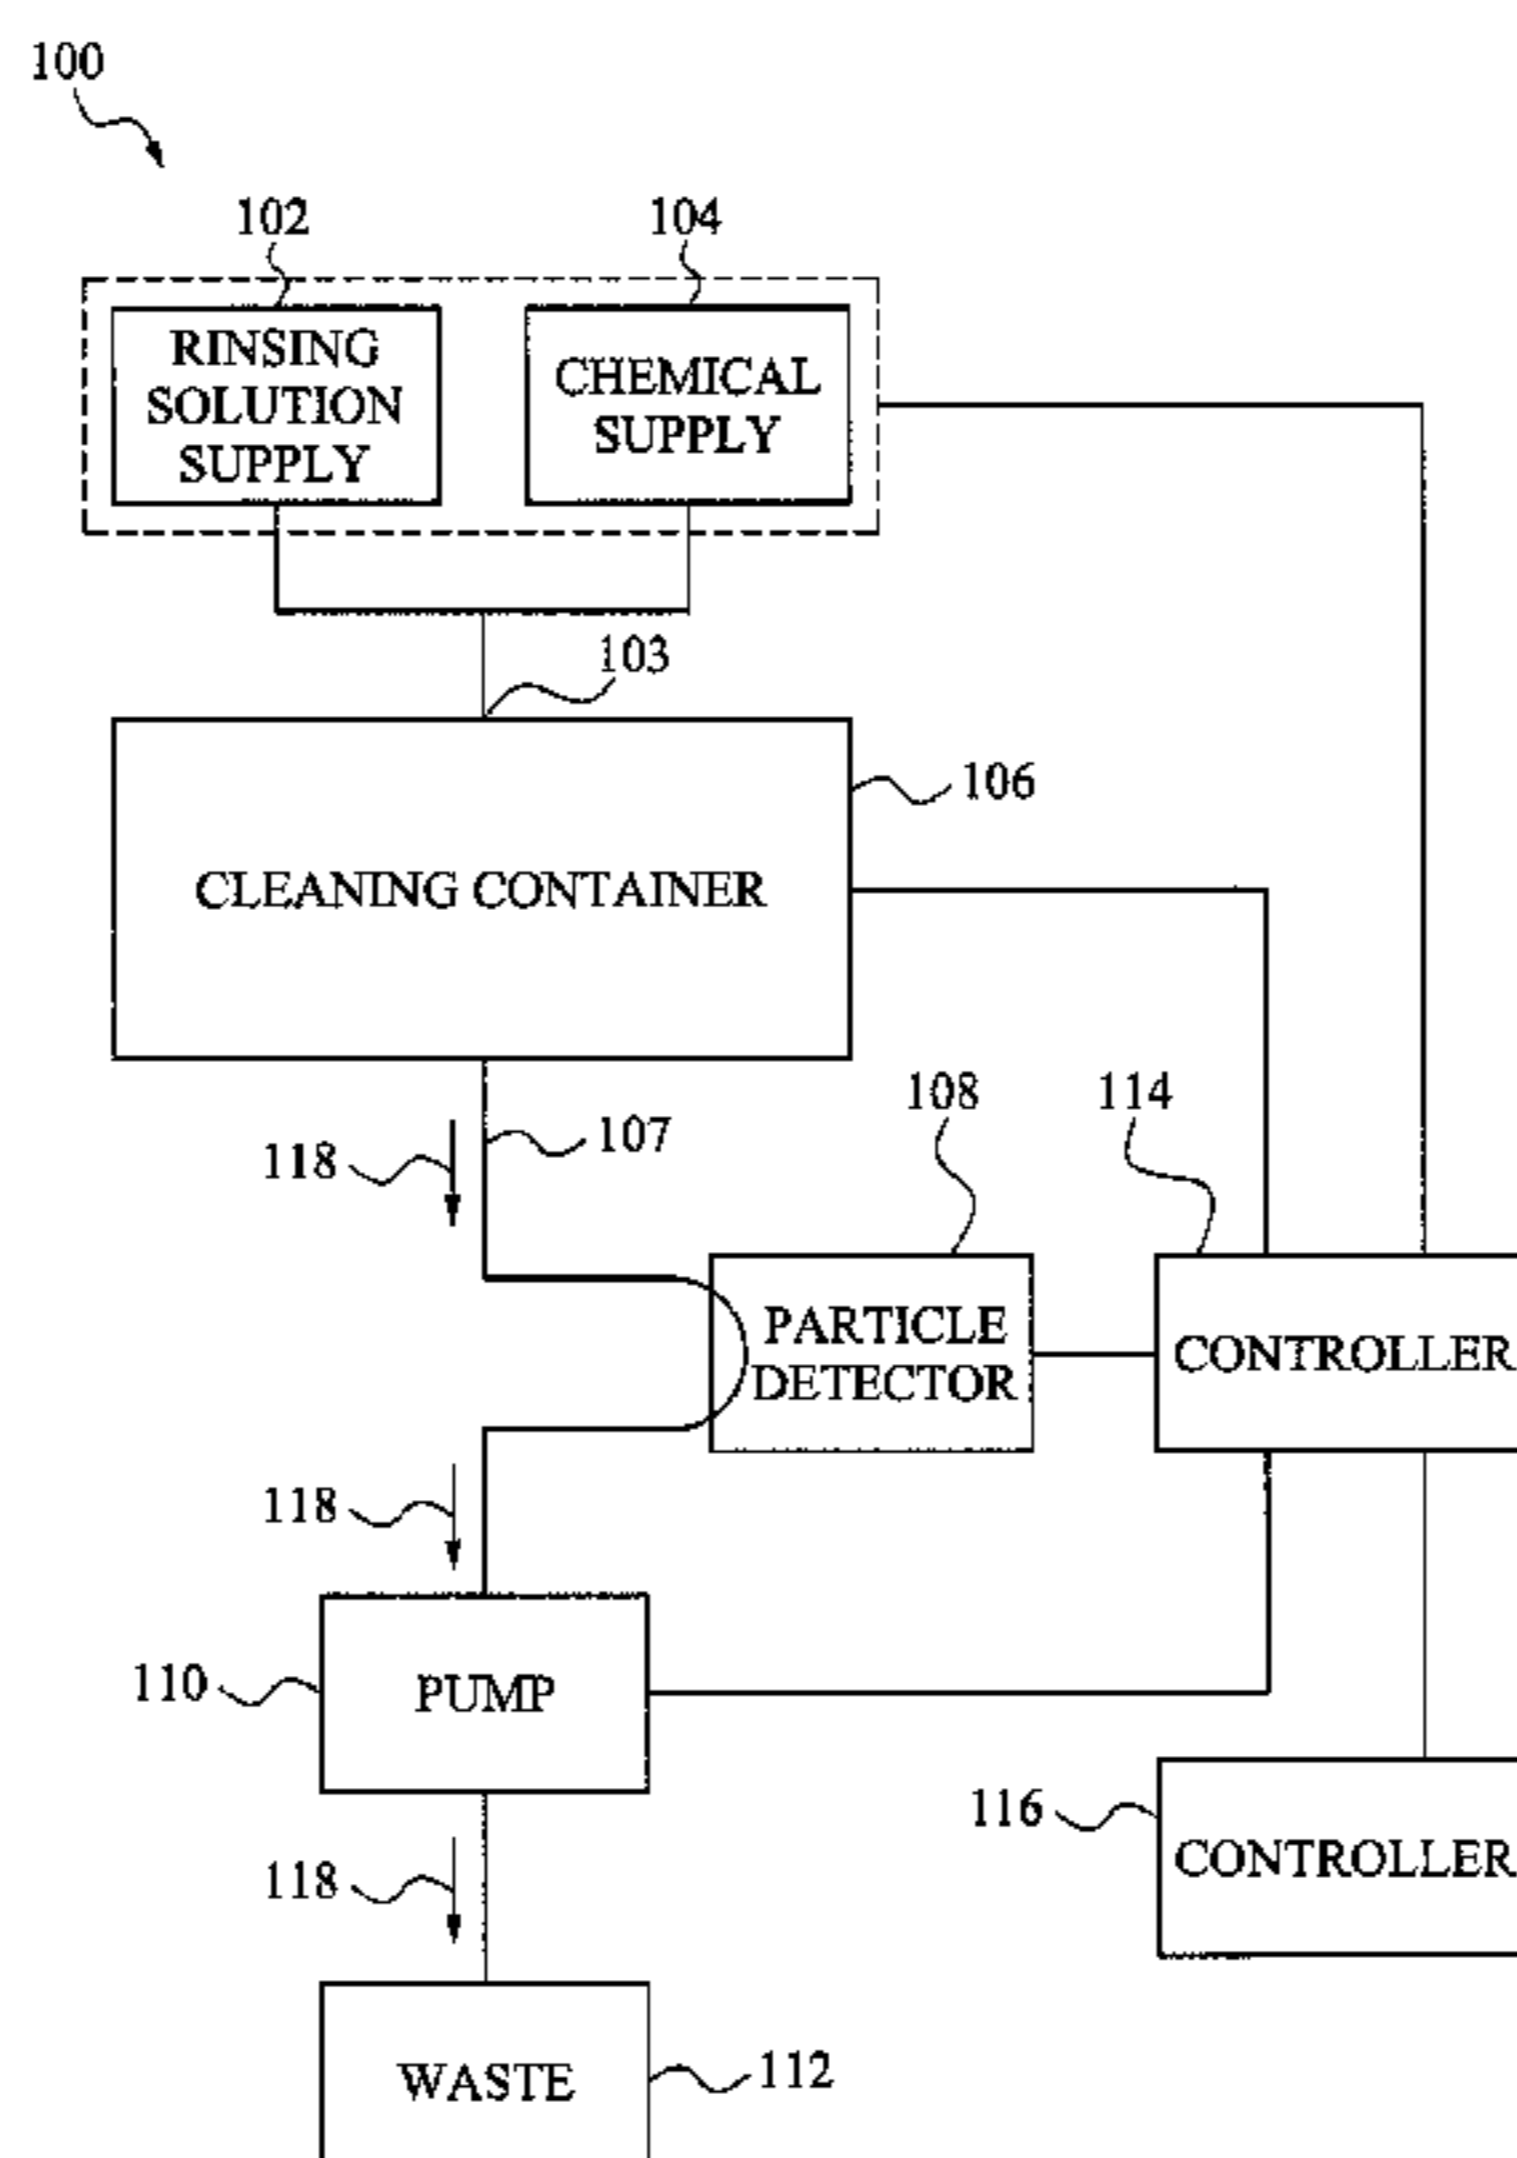 100
102
104
RINSING
SOLUTION
SUPPLY
CHEMICAL
SUPPLY
103
106
CLEANING CONTAINER
108
114
107
118
PARTICLE
DETECTOR
CONTROLLER
118
110
PUMP
116
CONTROLLER
118
WASTE
112